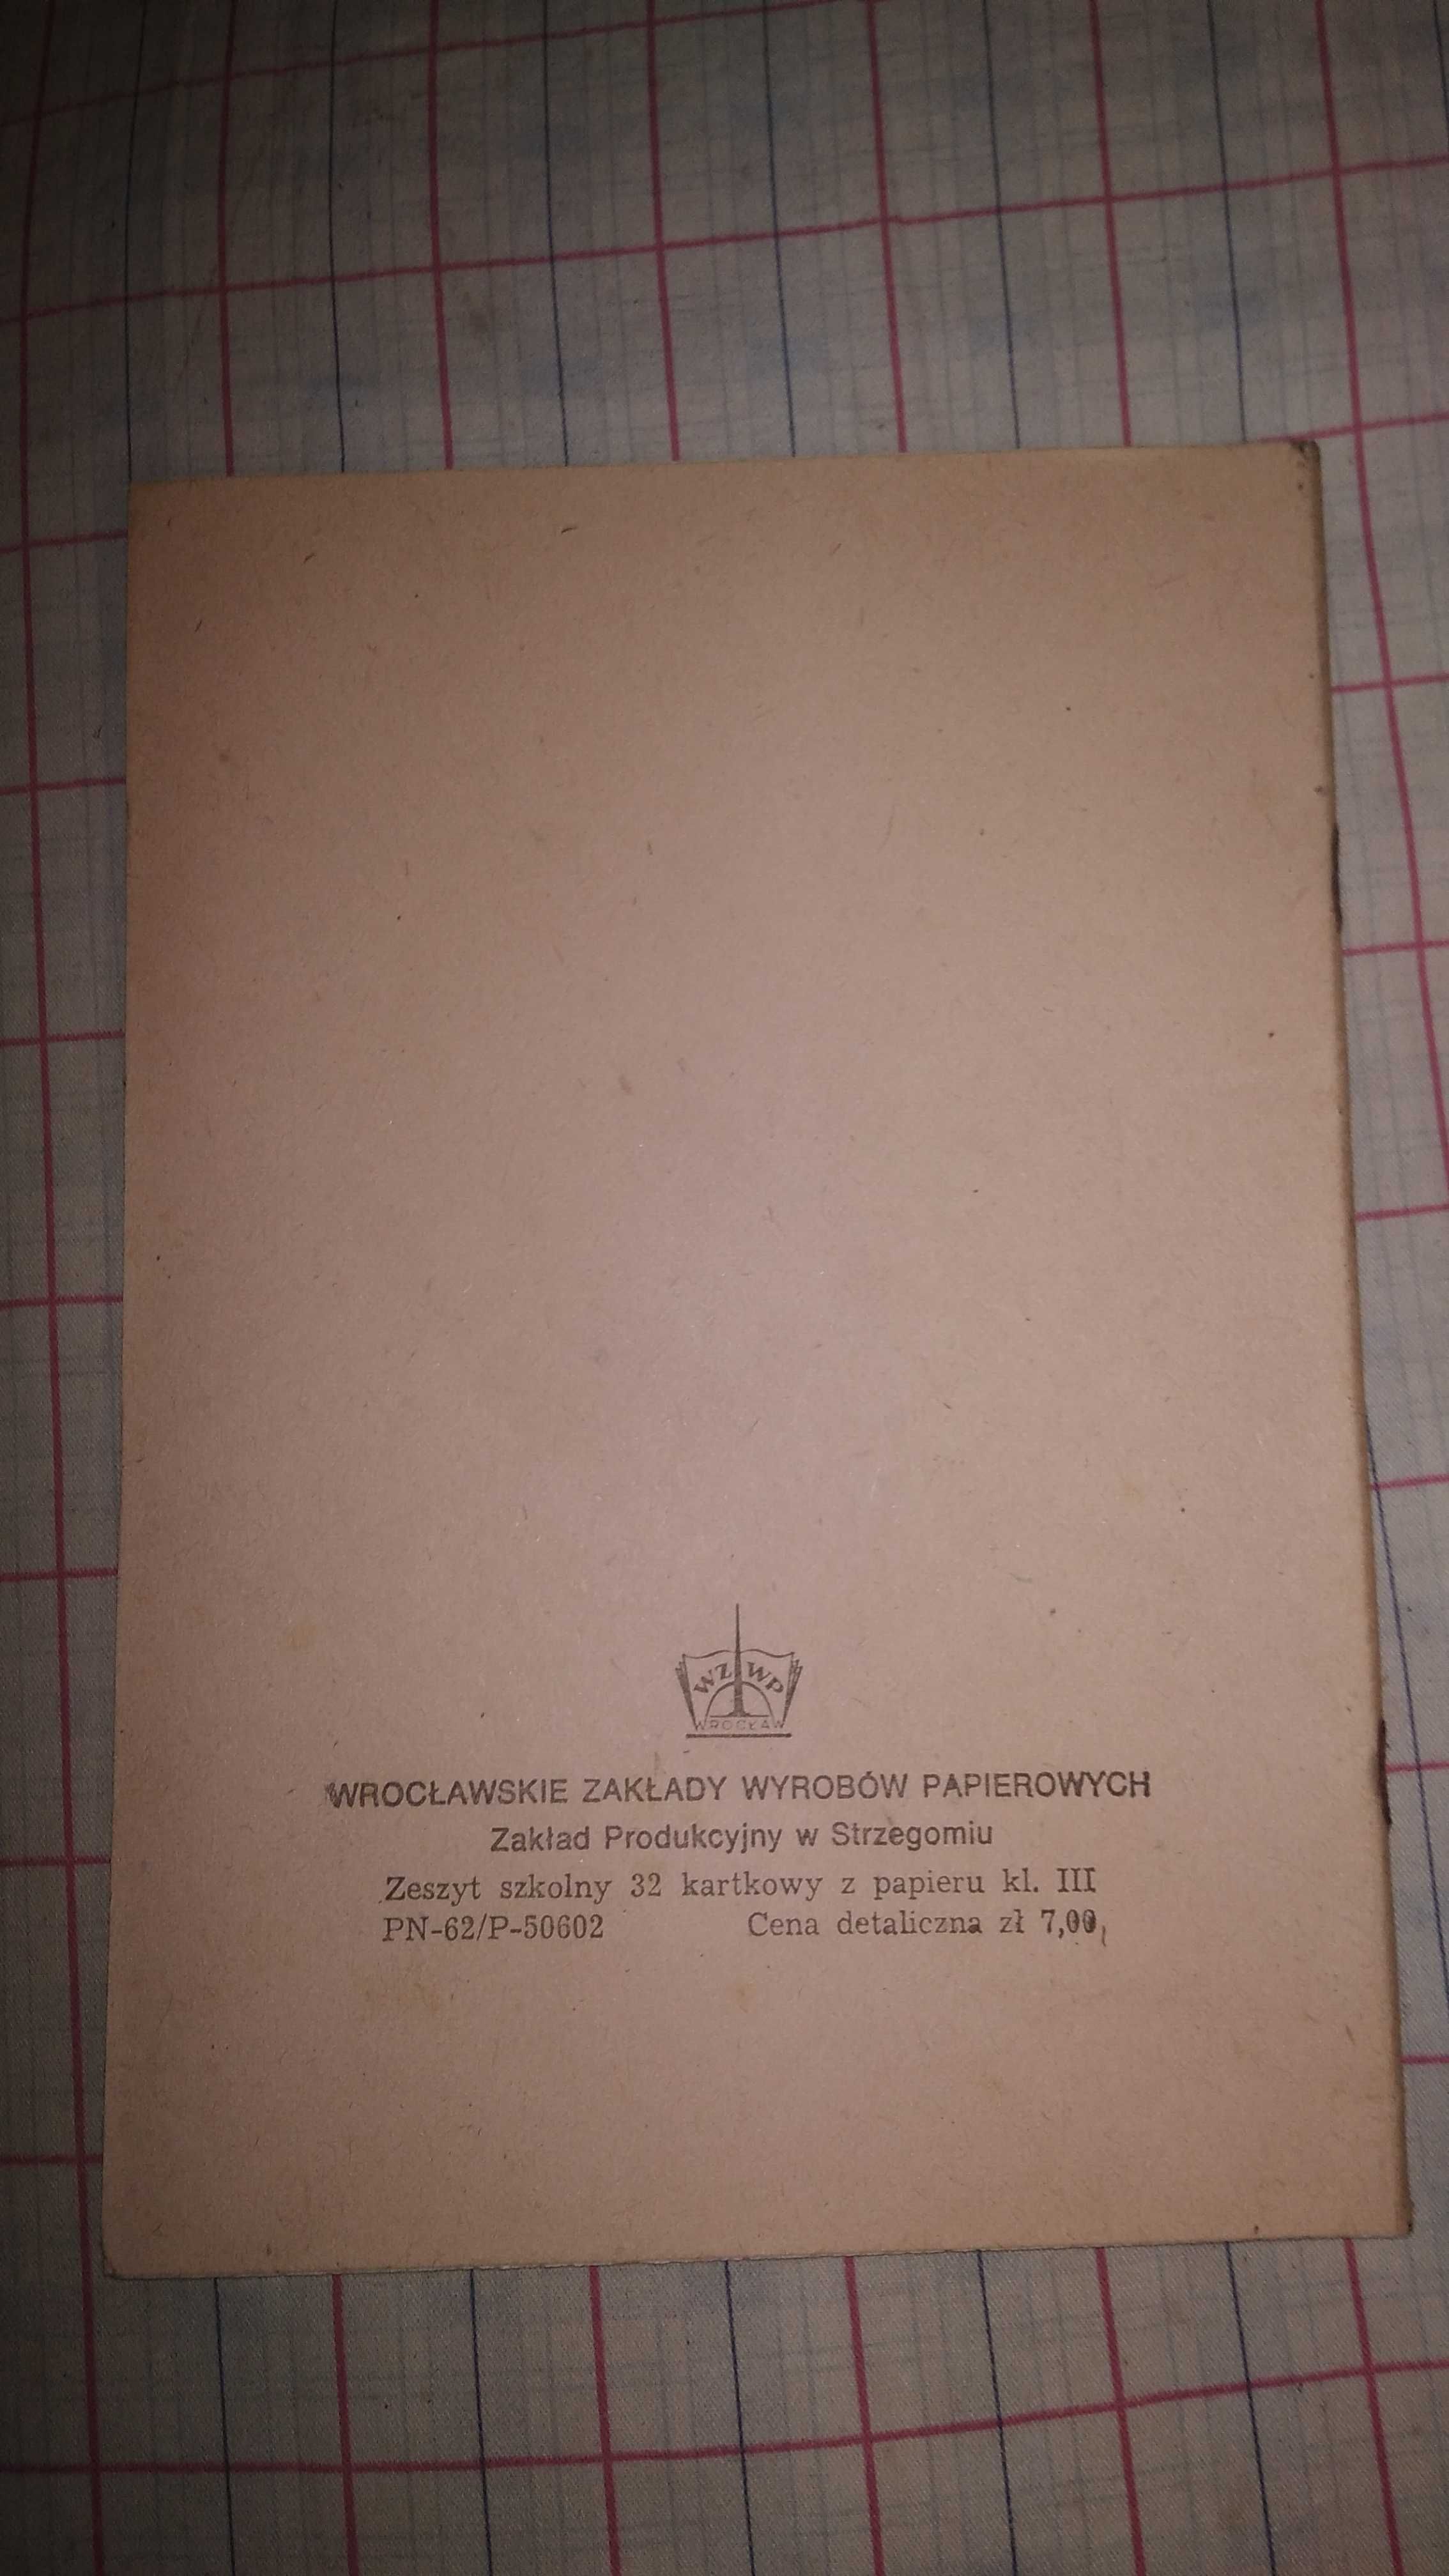 WZWP
WROCŁAW
WROCŁAWSKIE ZAKŁADY WYROBÓW PAPIEROWYCH
Zakład Produkcyjny w Strzegomiu
Zeszyt szkolny 32 kartkowy z papieru kl. III
PN-62/P-50602 Cena detaliczna zł 7,00